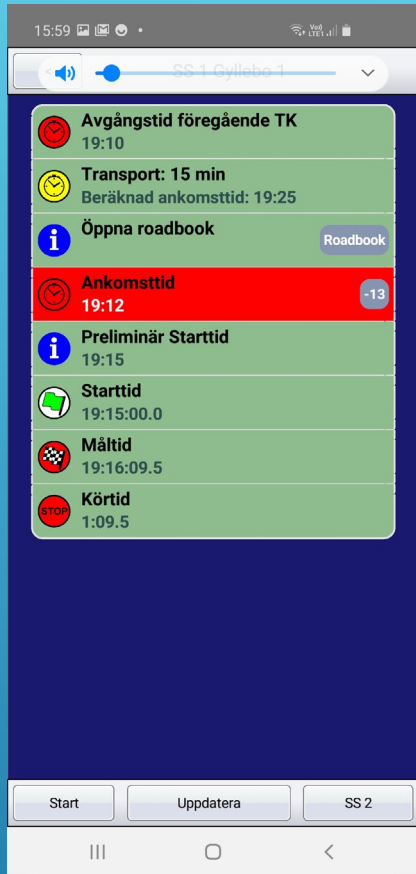 15:59
Vo)) LTE1
SS 1 Gyllebo 1
Avgångstid föregående TK
19:10
Transport: 15 min
Beräknad ankomsttid: 19:25
Öppna roadbook
Roadbook
Ankomsttid
19:12
-13
Preliminär Starttid
19:15
Starttid
19:15:00.0
Måltid
19:16:09.5
STOP
Körtid
1:09.5
Start
Uppdatera
SS 2